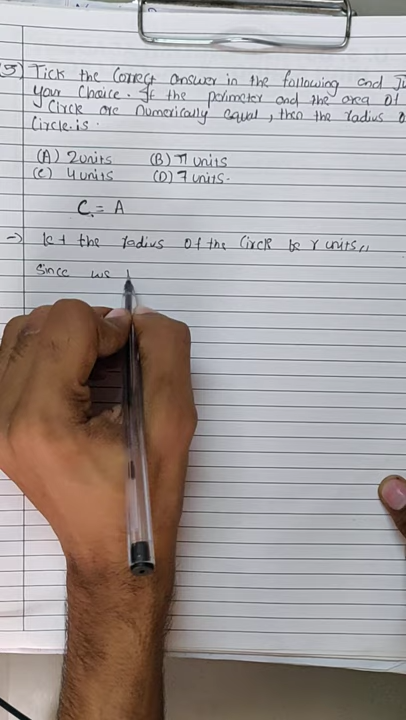 5) Tick the Correct answer in the following and Ju
your Choice. If the perimeter and the area of
Circle are Numerically equal, then the radius o
Circle.is.
(A) 2units (B) π units
(C) 4 units (D) 7 units.
C = A
→ let the radius of the Circle be r units,,
Since we